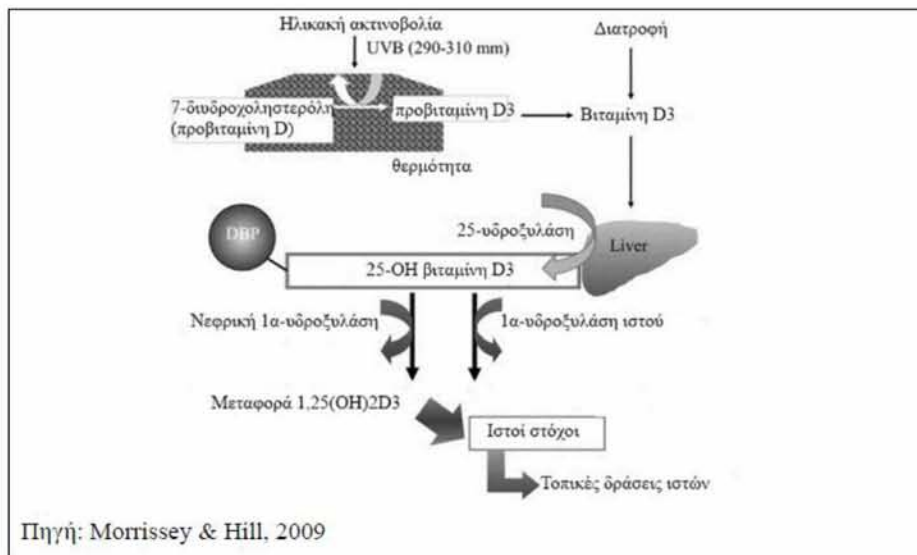 Ηλικακή ακτινοβολία
UVB (290-310 mm)
Διατροφή
7-διυδροχοληστερόλη
(προβιταμίνη D)
προβιταμίνη D3
Βιταμίνη D3
θερμότητα
25-υδροξυλάση
Liver
DBP
25-OH βιταμίνη D3
Νεφρική 1α-υδροξυλάση
1α-υδροξυλάση ιστού
Μεταφορά 1,25(OH)2D3
Ιστοί στόχοι
Τοπικές δράσεις ιστών
Πηγή: Morrissey & Hill, 2009